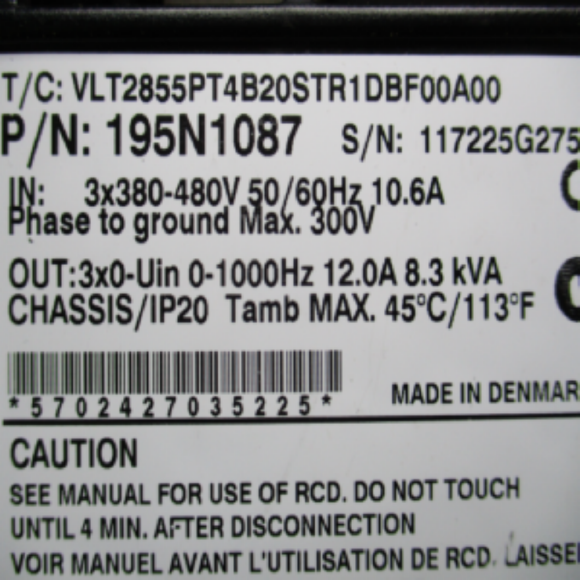 T/C: VLT2855PT4B20STR1DBF00A00
P/N: 195N1087 S/N: 117225G275
IN: 3x380-480V 50/60Hz 10.6A
Phase to ground Max. 300V
OUT:3x0-Uin 0-1000Hz 12.0A 8.3 kVA
CHASSIS/IP20 Tamb MAX. 45°C/113°F
*5702427035225*
MADE IN DENMAR
CAUTION
SEE MANUAL FOR USE OF RCD. DO NOT TOUCH
UNTIL 4 MIN. AFTER DISCONNECTION
VOIR MANUEL AVANT L'UTILISATION DE RCD. LAISSE